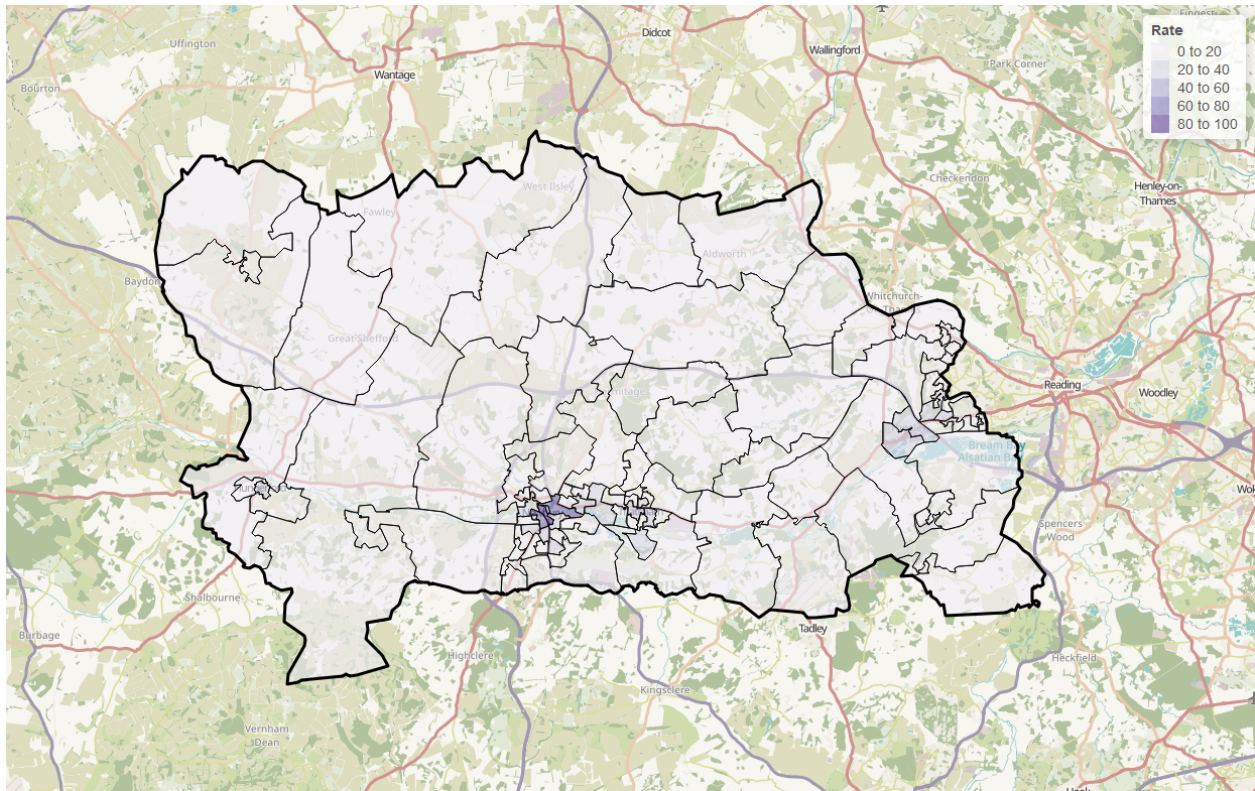 Fingest
Didcot
Uffington
Wallingford
Park Corner
Wantage
Bourton
Rate
0 to 20
20 to 40
40 to 60
60 to 80
80 to 100
Checkendon
Henley-on-
Thames
West Ilsley
Fawley
Aldworth
Baydon
Whitchurch-
Great Shefford
Reading
Woodley
Bream Bay
Spencers
Wood
Shalbourne
Burbage
Tadley
Highclere
Heckfield
Kingsclere
Vernham
Dean